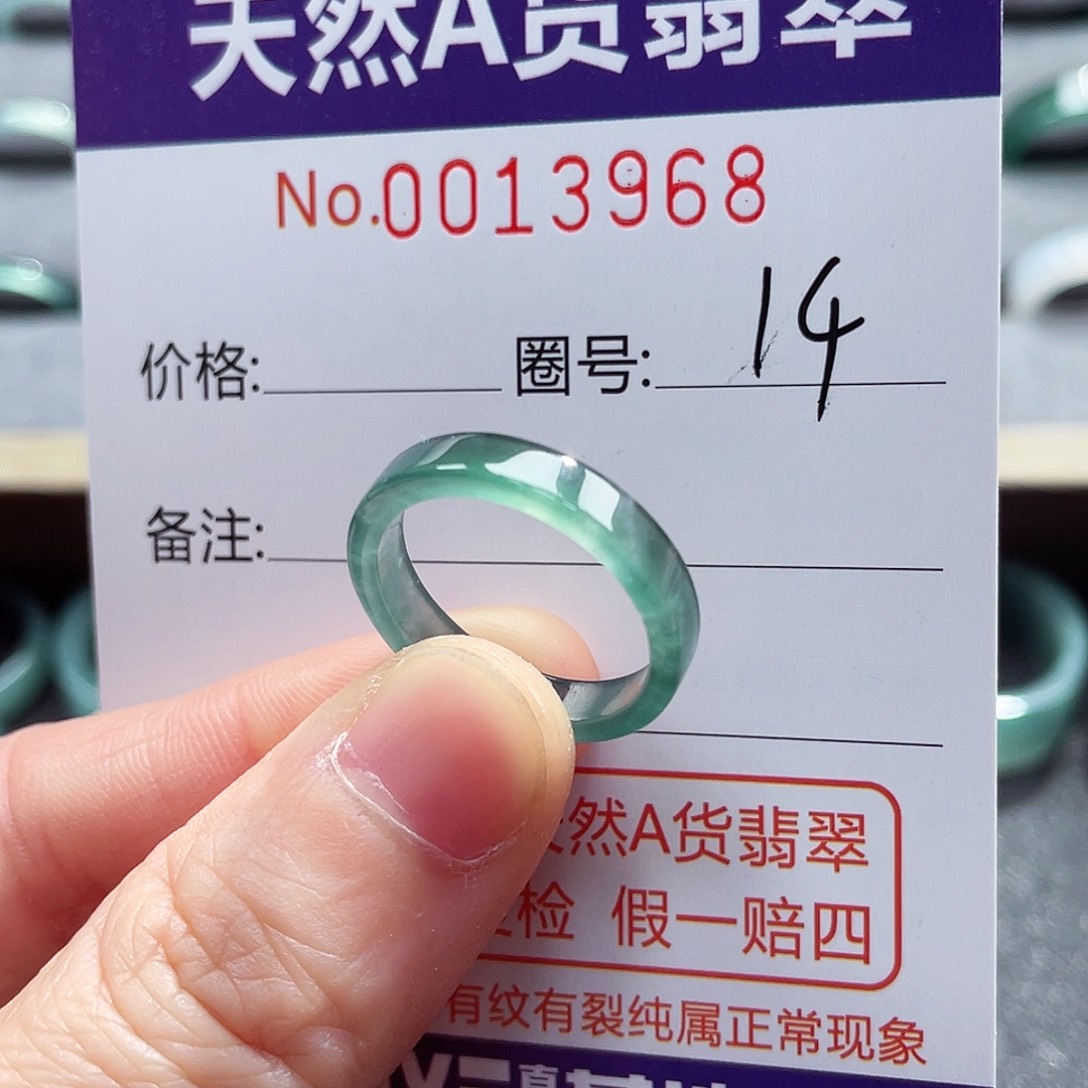 天然A货翡翠
No.0013968
价格: 圈号: 14
备注:
然A货翡翠
检 假一赔四
有纹有裂纯属正常现象